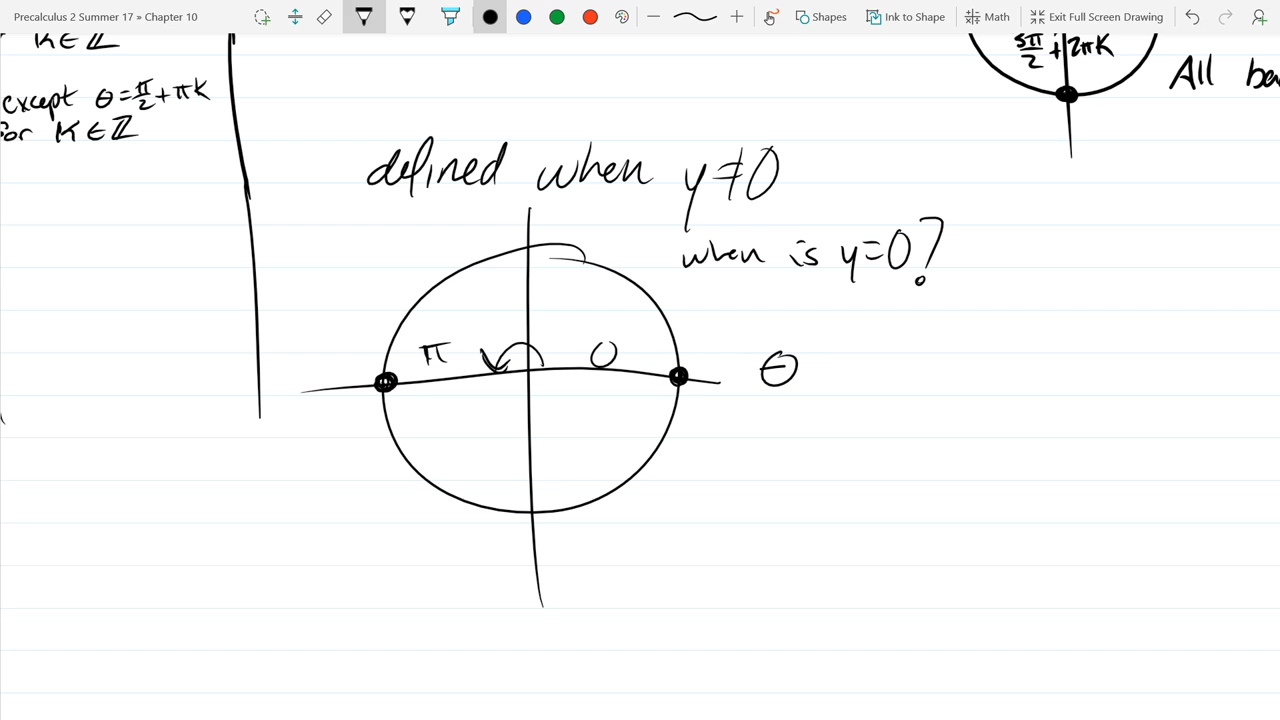 Precalculus 2 Summer 17 » Chapter 10
Shapes
Ink to Shape
Math
Exit Full Screen Drawing
K∈ℤ
except θ=π/2+πK
for K∈ℤ
π/2+2πK
All
defined when y≠0
when is y=0?
π
0
θ